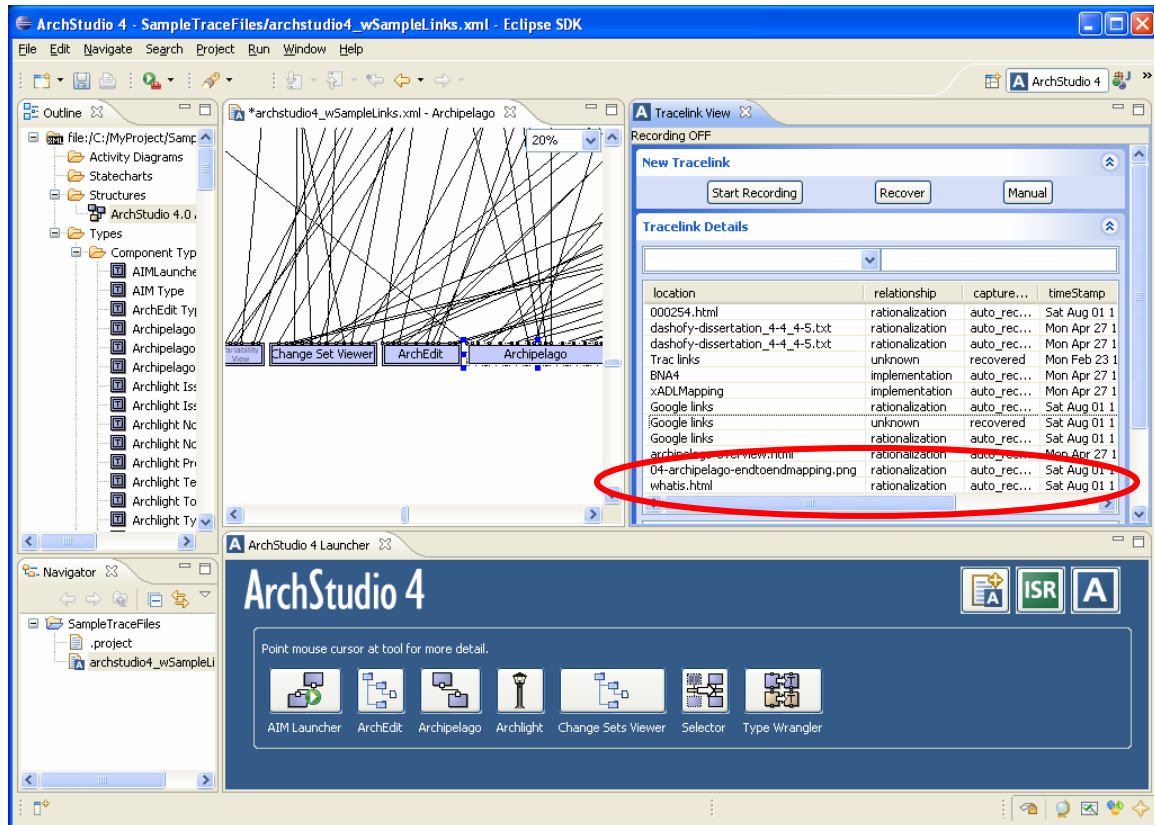 ArchStudio 4 - SampleTraceFiles/archstudio4_wSampleLinks.xml - Eclipse SDK
File Edit Navigate Search Project Run Window Help
ArchStudio 4
Outline
file:/C:/MyProject/Samp
Activity Diagrams
Statecharts
Structures
ArchStudio 4.0
Types
Component Typ
AIMLaunche
AIM Type
ArchEdit Typ
Archipelago
Archipelago
Archipelago
Archlight Iss
Archlight Iss
Archlight No
Archlight No
Archlight Pre
Archlight Te
Archlight To
Archlight Ty
*archstudio4_wSampleLinks.xml - Archipelago
20%
Variability View
Change Set Viewer
ArchEdit
Archipelago
Tracelink View
Recording OFF
New Tracelink
Start Recording Recover Manual
Tracelink Details
location relationship capture... timeStamp
000254.html rationalization auto_rec... Sat Aug 01 1
dashofy-dissertation_4-4_4-5.txt rationalization auto_rec... Mon Apr 27 1
dashofy-dissertation_4-4_4-5.txt rationalization auto_rec... Mon Apr 27 1
Trac links unknown recovered Mon Feb 23 1
BNA4 implementation auto_rec... Mon Apr 27 1
xADLMapping implementation auto_rec... Mon Apr 27 1
Google links rationalization auto_rec... Sat Aug 01 1
Google links unknown recovered Sat Aug 01 1
Google links rationalization auto_rec... Sat Aug 01 1
archipelago-overview.html rationalization auto_rec... Mon Apr 27 1
04-archipelago-endtoendmapping.png rationalization auto_rec... Sat Aug 01 1
whatis.html rationalization auto_rec... Sat Aug 01 1
Navigator
SampleTraceFiles
.project
archstudio4_wSampleLi
ArchStudio 4 Launcher
ArchStudio 4
ISR A
Point mouse cursor at tool for more detail.
AIM Launcher ArchEdit Archipelago Archlight Change Sets Viewer Selector Type Wrangler